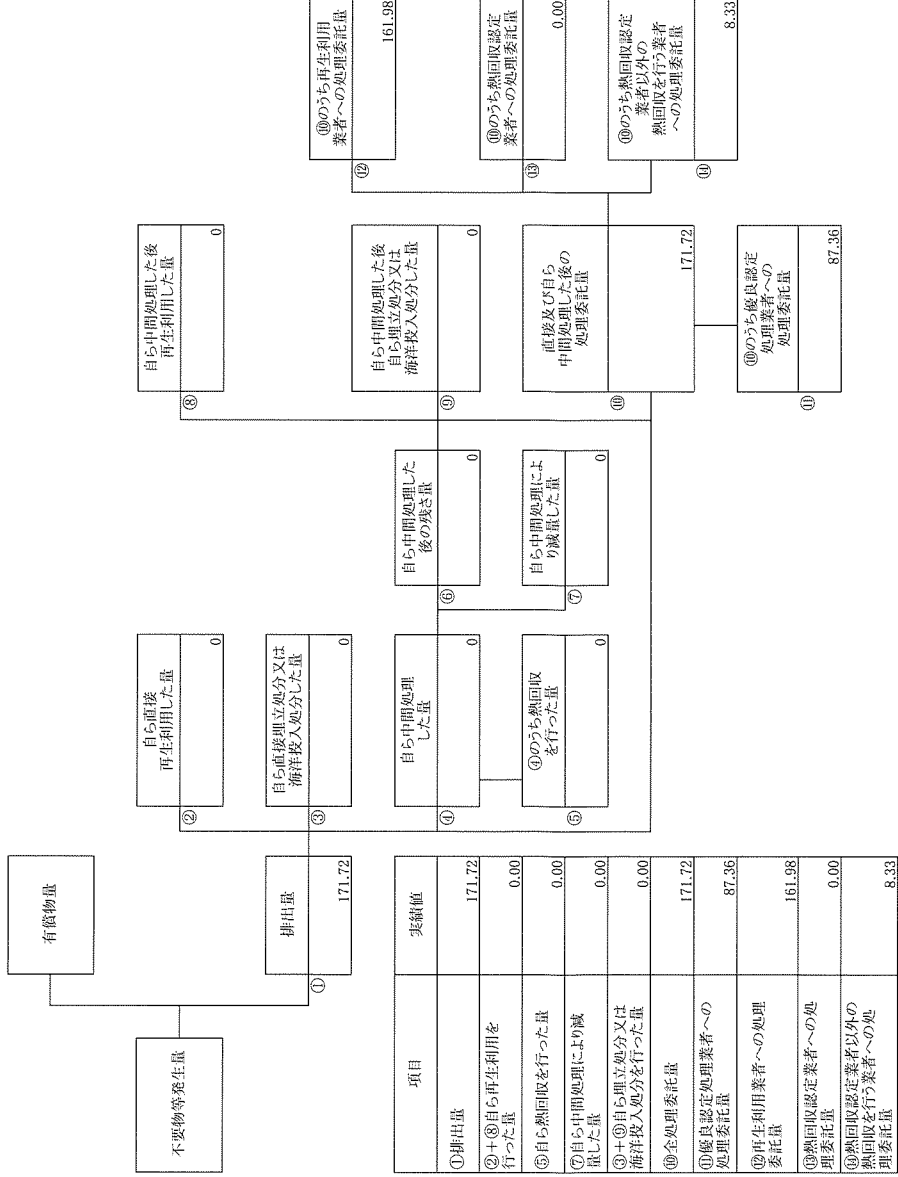 不要物等発生量
有償物量
①
排出量
171.72
②
自ら直接
再生利用した量
0
③
自ら直接埋立処分又は
海洋投入処分した量
0
④
自ら中間処理
した量
0
⑤
④のうち熱回収
を行った量
0
⑥
自ら中間処理した
後の残さ量
0
⑦
自ら中間処理によ
り減量した量
0
⑧
自ら中間処理した後
再生利用した量
0
⑨
自ら中間処理した後
自ら埋立処分又は
海洋投入処分した量
0
⑩
直接及び自ら
中間処理した後の
処理委託量
171.72
⑪
⑩のうち優良認定
処理業者への
処理委託量
87.36
⑫
⑩のうち再生利用
業者への処理委託量
161.98
⑬
⑩のうち熱回収認定
業者への処理委託量
0.00
⑭
⑩のうち熱回収認定
業者以外の
熱回収を行う業者
への処理委託量
8.33
項目 実績値
①排出量 171.72
②+⑧自ら再生利用を
行った量 0.00
⑤自ら熱回収を行った量 0.00
⑦自ら中間処理により減
量した量 0.00
③+⑨自ら埋立処分又は
海洋投入処分を行った量 0.00
⑩全処理委託量 171.72
⑪優良認定処理業者への
処理委託量 87.36
⑫再生利用業者への処理
委託量 161.98
⑬熱回収認定業者への処
理委託量 0.00
⑭熱回収認定業者以外の
熱回収を行う業者への処
理委託量 8.33